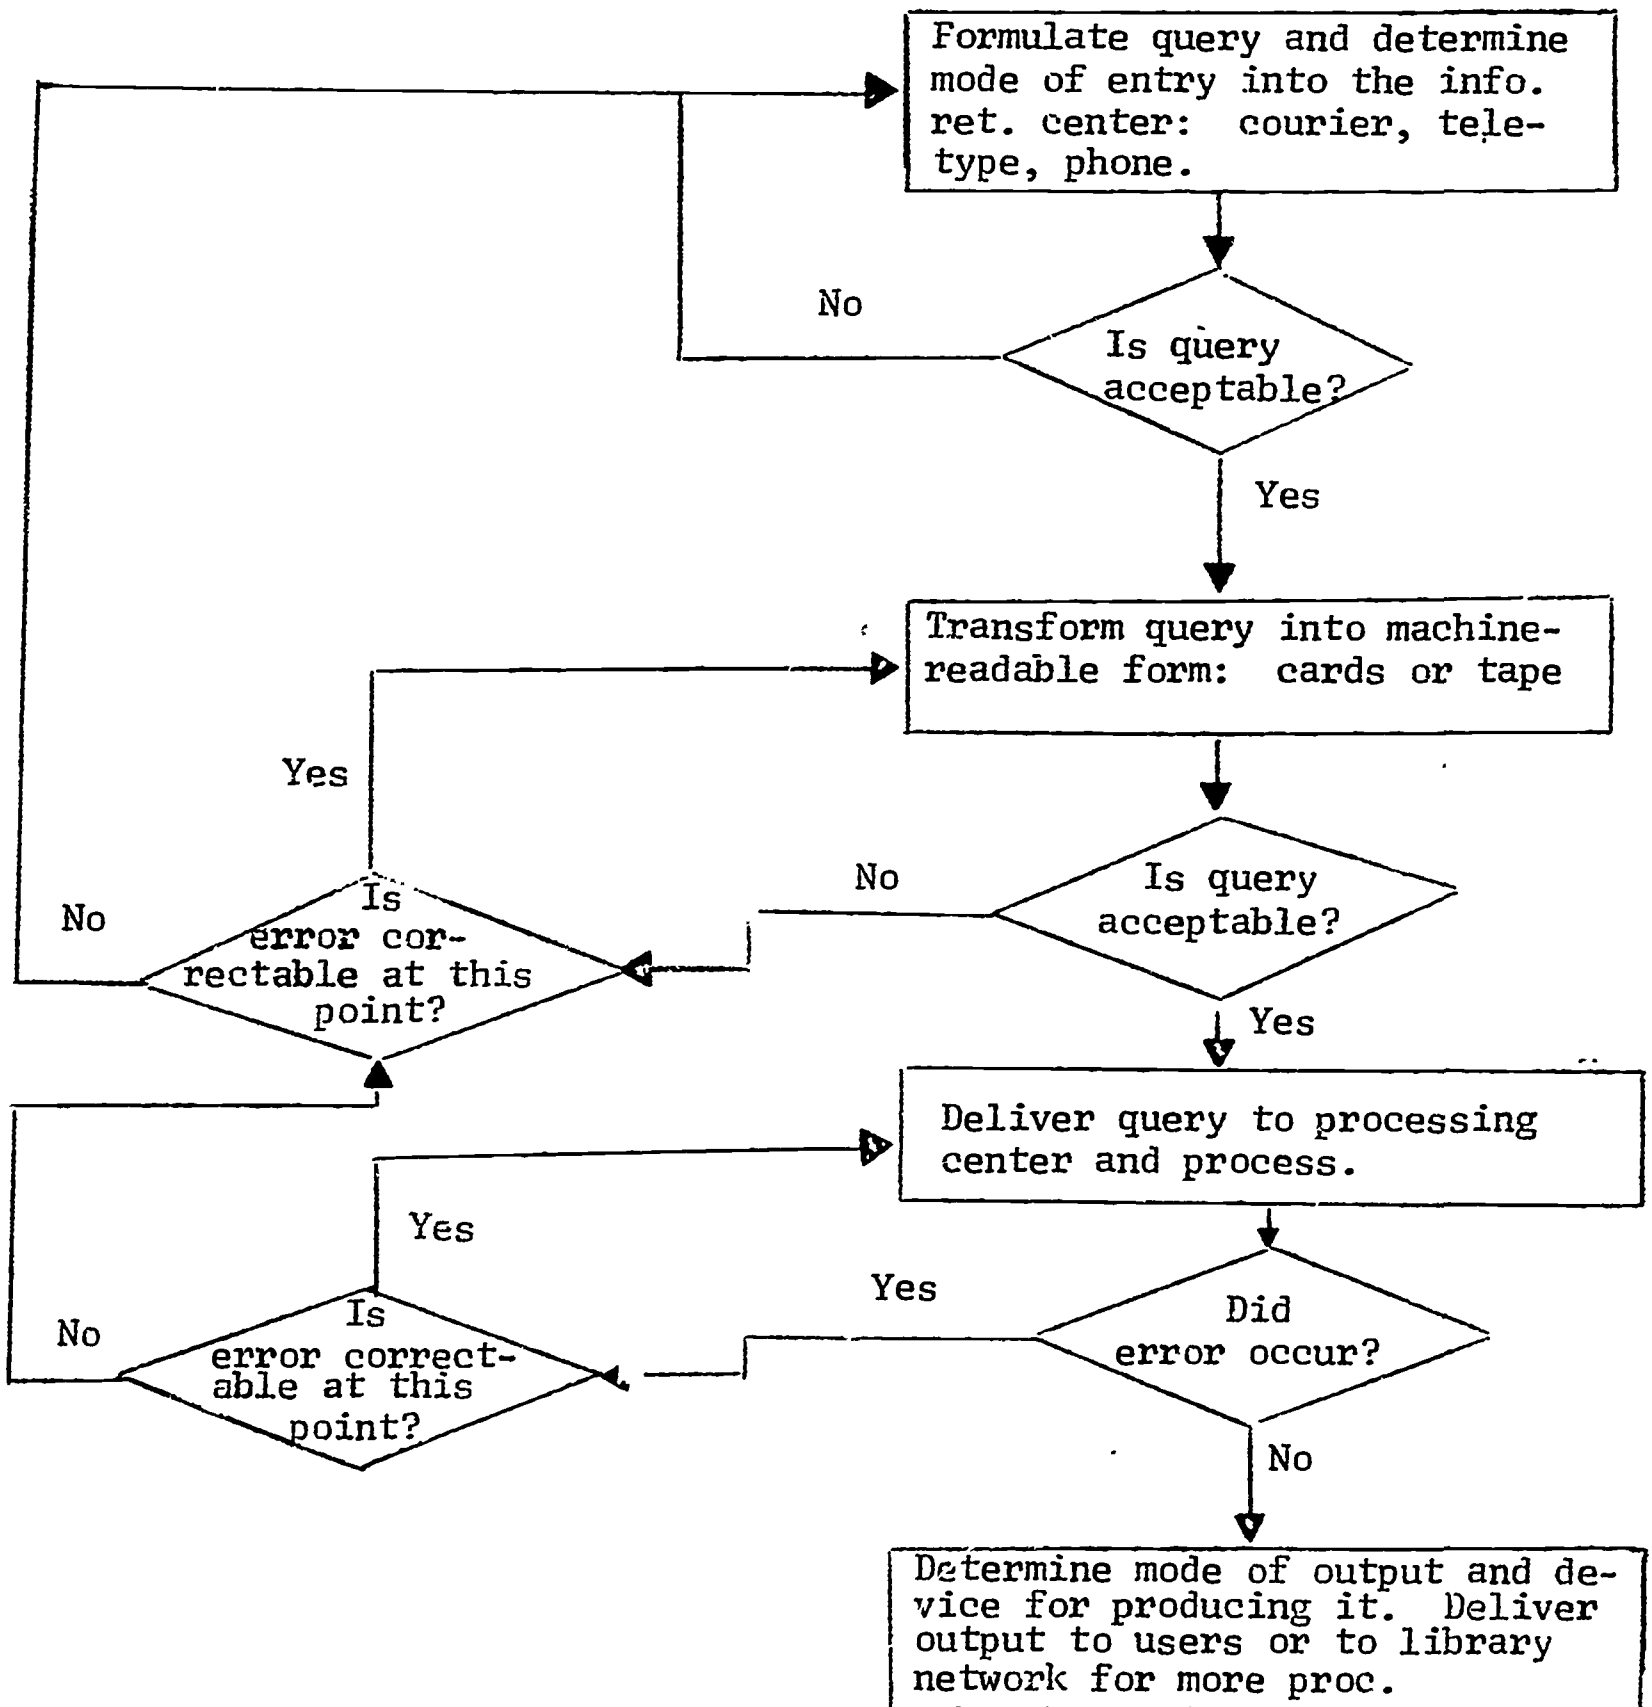 Formulate query and determine
mode of entry into the info.
ret. center: courier, tele-
type, phone.
No
Is query
acceptable?
Yes
Transform query into machine-
readable form: cards or tape
Yes
No
Is query
acceptable?
No
Is
error cor-
rectable at this
point?
Yes
Deliver query to processing
center and process.
Yes
Yes
Did
error occur?
No
Is
error correct-
able at this
point?
No
Determine mode of output and de-
vice for producing it. Deliver
output to users or to library
network for more proc.